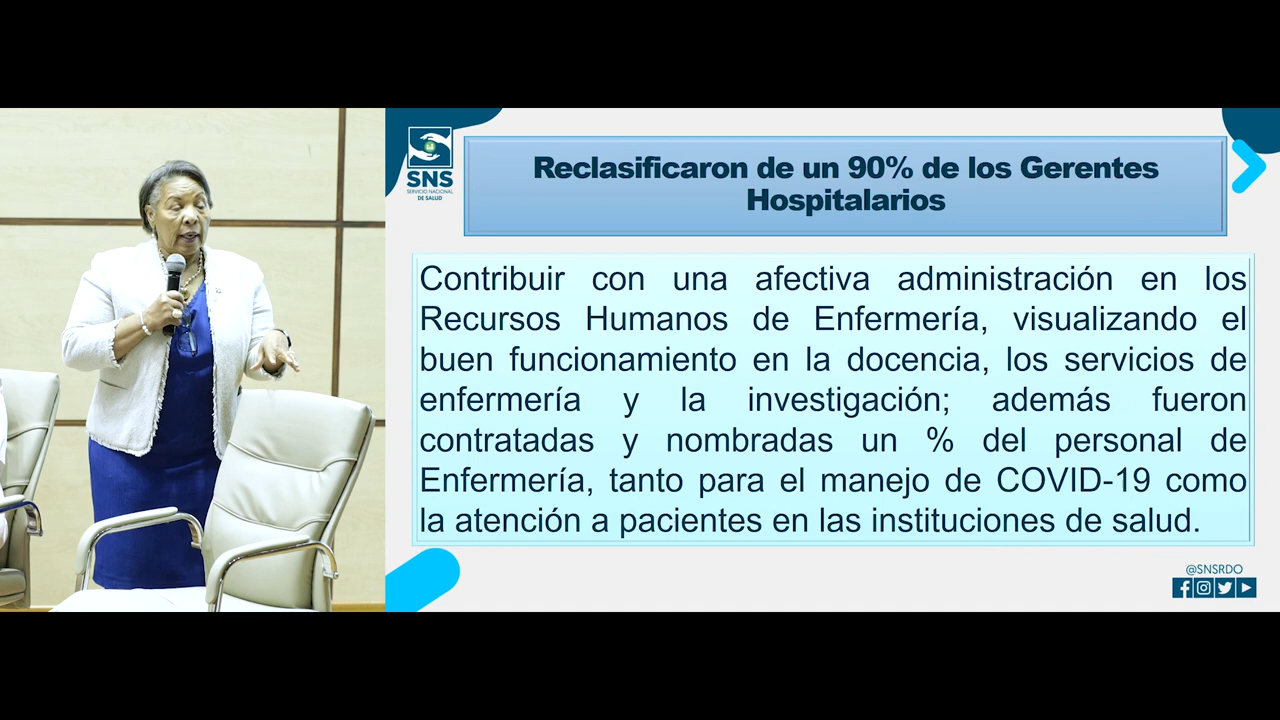 SNS
SERVICIO NACIONAL
DE SALUD
Reclasificaron de un 90% de los Gerentes
Hospitalarios
Contribuir con una afectiva administración en los
Recursos Humanos de Enfermería, visualizando el
buen funcionamiento en la docencia, los servicios de
enfermería y la investigación; además fueron
contratadas y nombradas un % del personal de
Enfermería, tanto para el manejo de COVID-19 como
la atención a pacientes en las instituciones de salud.
@SNSRDO